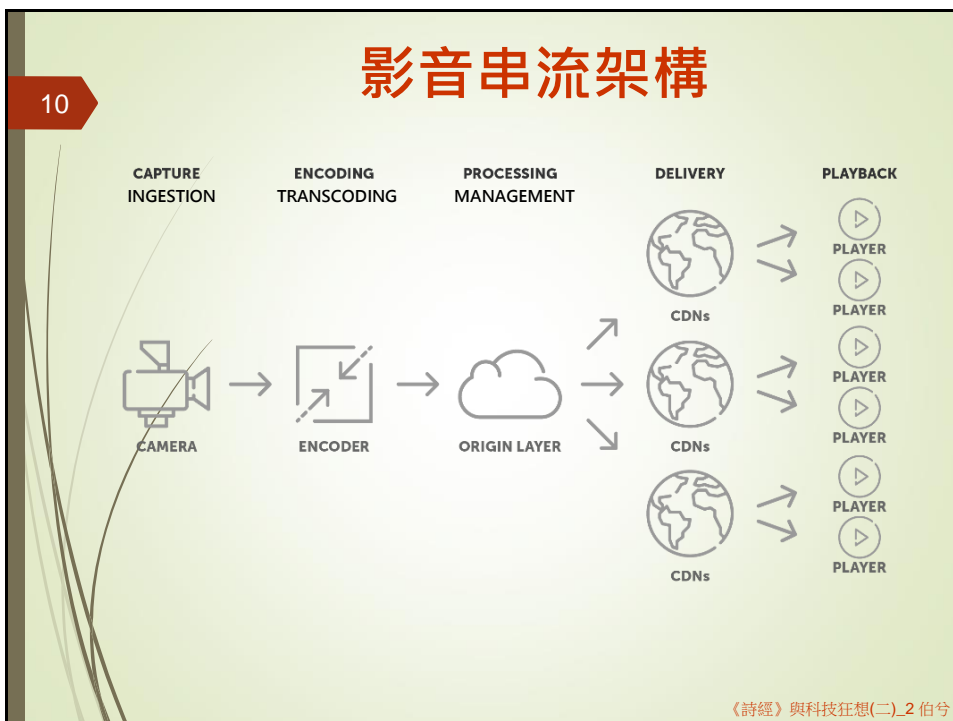 影音串流架構
10
CAPTURE
INGESTION
ENCODING
TRANSCODING
PROCESSING
MANAGEMENT
DELIVERY
PLAYBACK
CAMERA
ENCODER
ORIGIN LAYER
CDNs
CDNs
CDNs
PLAYER
PLAYER
PLAYER
PLAYER
PLAYER
PLAYER
《詩經》與科技狂想(二)_2 伯兮